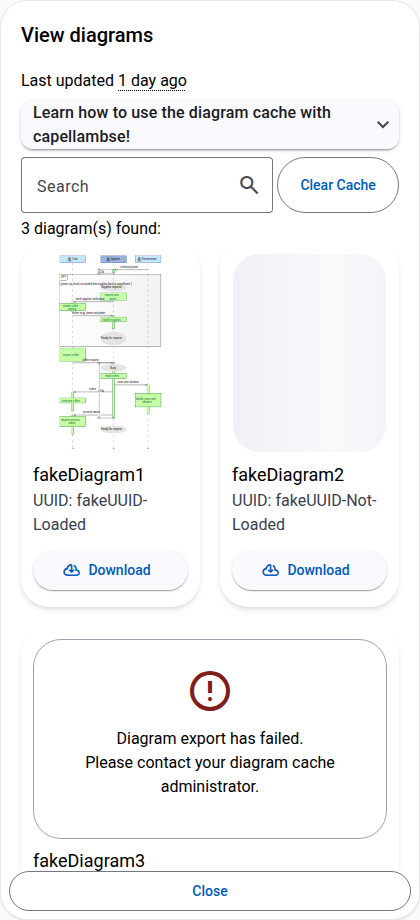 View diagrams
Last updated 1 day ago
Learn how to use the diagram cache with
capellambse!
Search
Clear Cache
3 diagram(s) found:
fakeDiagram1
UUID: fakeUUID-
Loaded
Download
fakeDiagram2
UUID: fakeUUID-Not-
Loaded
Download
Diagram export has failed.
Please contact your diagram cache
administrator.
fakeDiagram3
Close